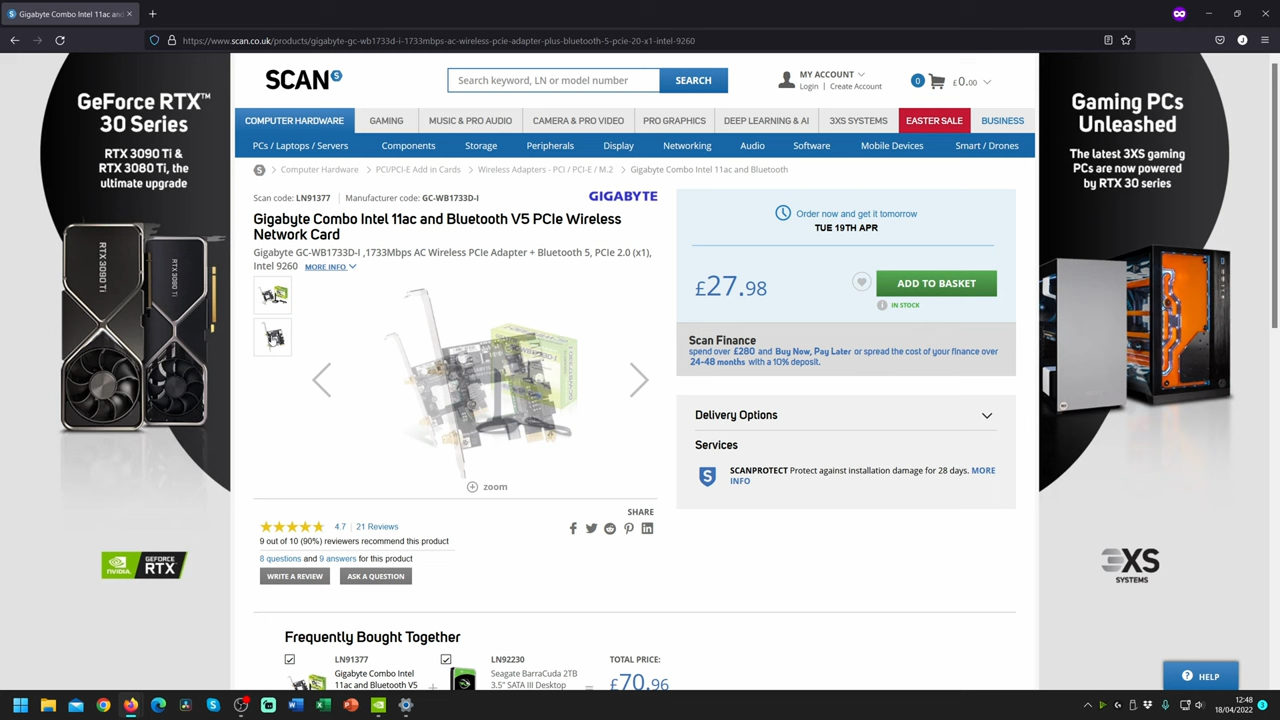 Gigabyte Combo Intel 11ac and
https://www.scan.co.uk/products/gigabyte-gc-wb1733d-i-1733mbps-ac-wireless-pcie-adapter-plus-bluetooth-5-pcie-20-x1-intel-9260
J
GeForce RTX™
30 Series
RTX 3090 Ti &
RTX 3080 Ti, the
ultimate upgrade
RTX 3090 Ti
RTX 3080 Ti
NVIDIA GEFORCE RTX
SCAN S
Search keyword, LN or model number
SEARCH
MY ACCOUNT
Login | Create Account
0 £0.00
COMPUTER HARDWARE GAMING MUSIC & PRO AUDIO CAMERA & PRO VIDEO PRO GRAPHICS DEEP LEARNING & AI 3XS SYSTEMS EASTER SALE BUSINESS
PCs / Laptops / Servers Components Storage Peripherals Display Networking Audio Software Mobile Devices Smart / Drones
S Computer Hardware PCI/PCI-E Add in Cards Wireless Adapters - PCI / PCI-E / M.2 Gigabyte Combo Intel 11ac and Bluetooth
Scan code: LN91377 | Manufacturer code: GC-WB1733D-I
GIGABYTE
Gigabyte Combo Intel 11ac and Bluetooth V5 PCIe Wireless
Network Card
Gigabyte GC-WB1733D-I ,1733Mbps AC Wireless PCIe Adapter + Bluetooth 5, PCIe 2.0 (x1),
Intel 9260 MORE INFO
zoom
SHARE
4.7 | 21 Reviews
9 out of 10 (90%) reviewers recommend this product
8 questions and 9 answers for this product
WRITE A REVIEW ASK A QUESTION
Order now and get it tomorrow
TUE 19TH APR
£27.98
ADD TO BASKET
IN STOCK
Scan Finance
spend over £280 and Buy Now, Pay Later or spread the cost of your finance over
24-48 months with a 10% deposit.
Delivery Options
Services
SCANPROTECT Protect against installation damage for 28 days. MORE
INFO
Frequently Bought Together
LN91377
Gigabyte Combo Intel
11ac and Bluetooth V5
+
LN92230
Seagate BarraCuda 2TB
3.5" SATA III Desktop
=
TOTAL PRICE:
£70.96
Gaming PCs
Unleashed
The latest 3XS gaming
PCs are now powered
by RTX 30 series
3XS
SYSTEMS
HELP
12:48
18/04/2022
3